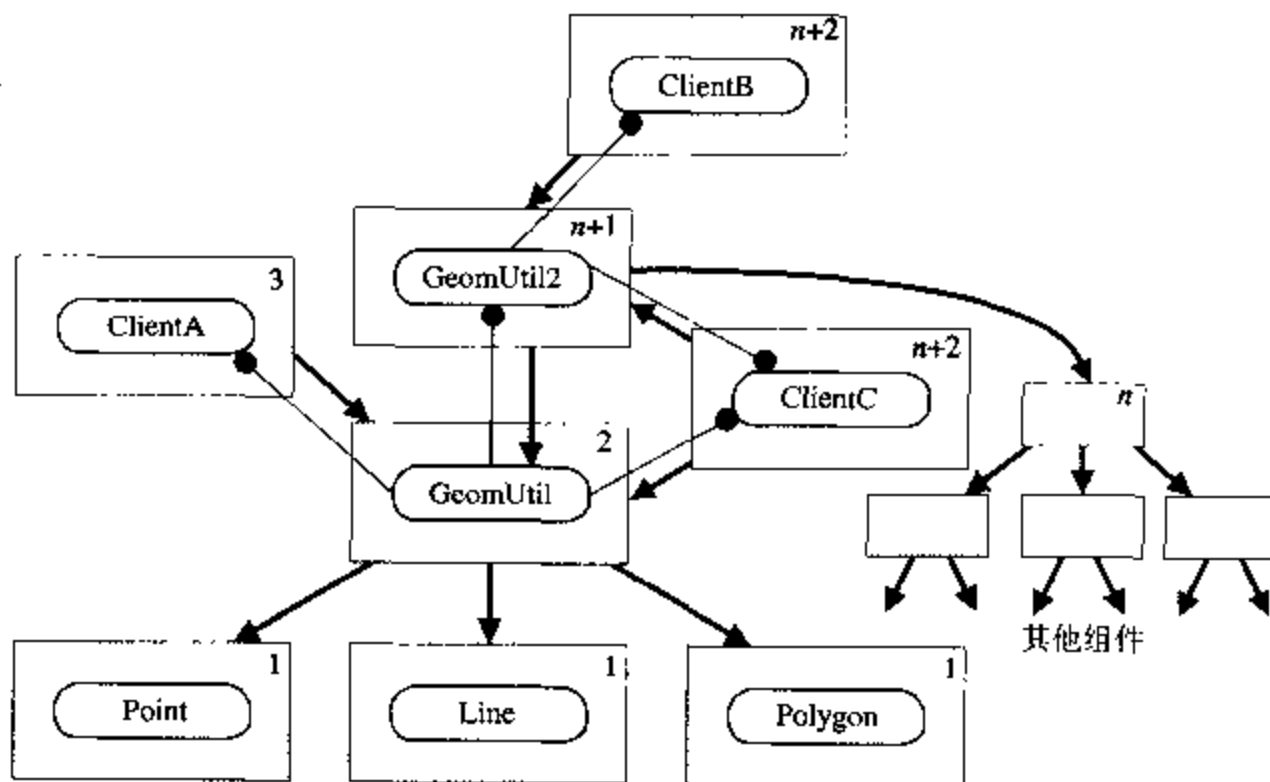 n+2
ClientB
n+1
GeomUtil2
3
ClientA
n+2
ClientC
n
2
GeomUtil
其他组件
1
Point
1
Line
1
Polygon